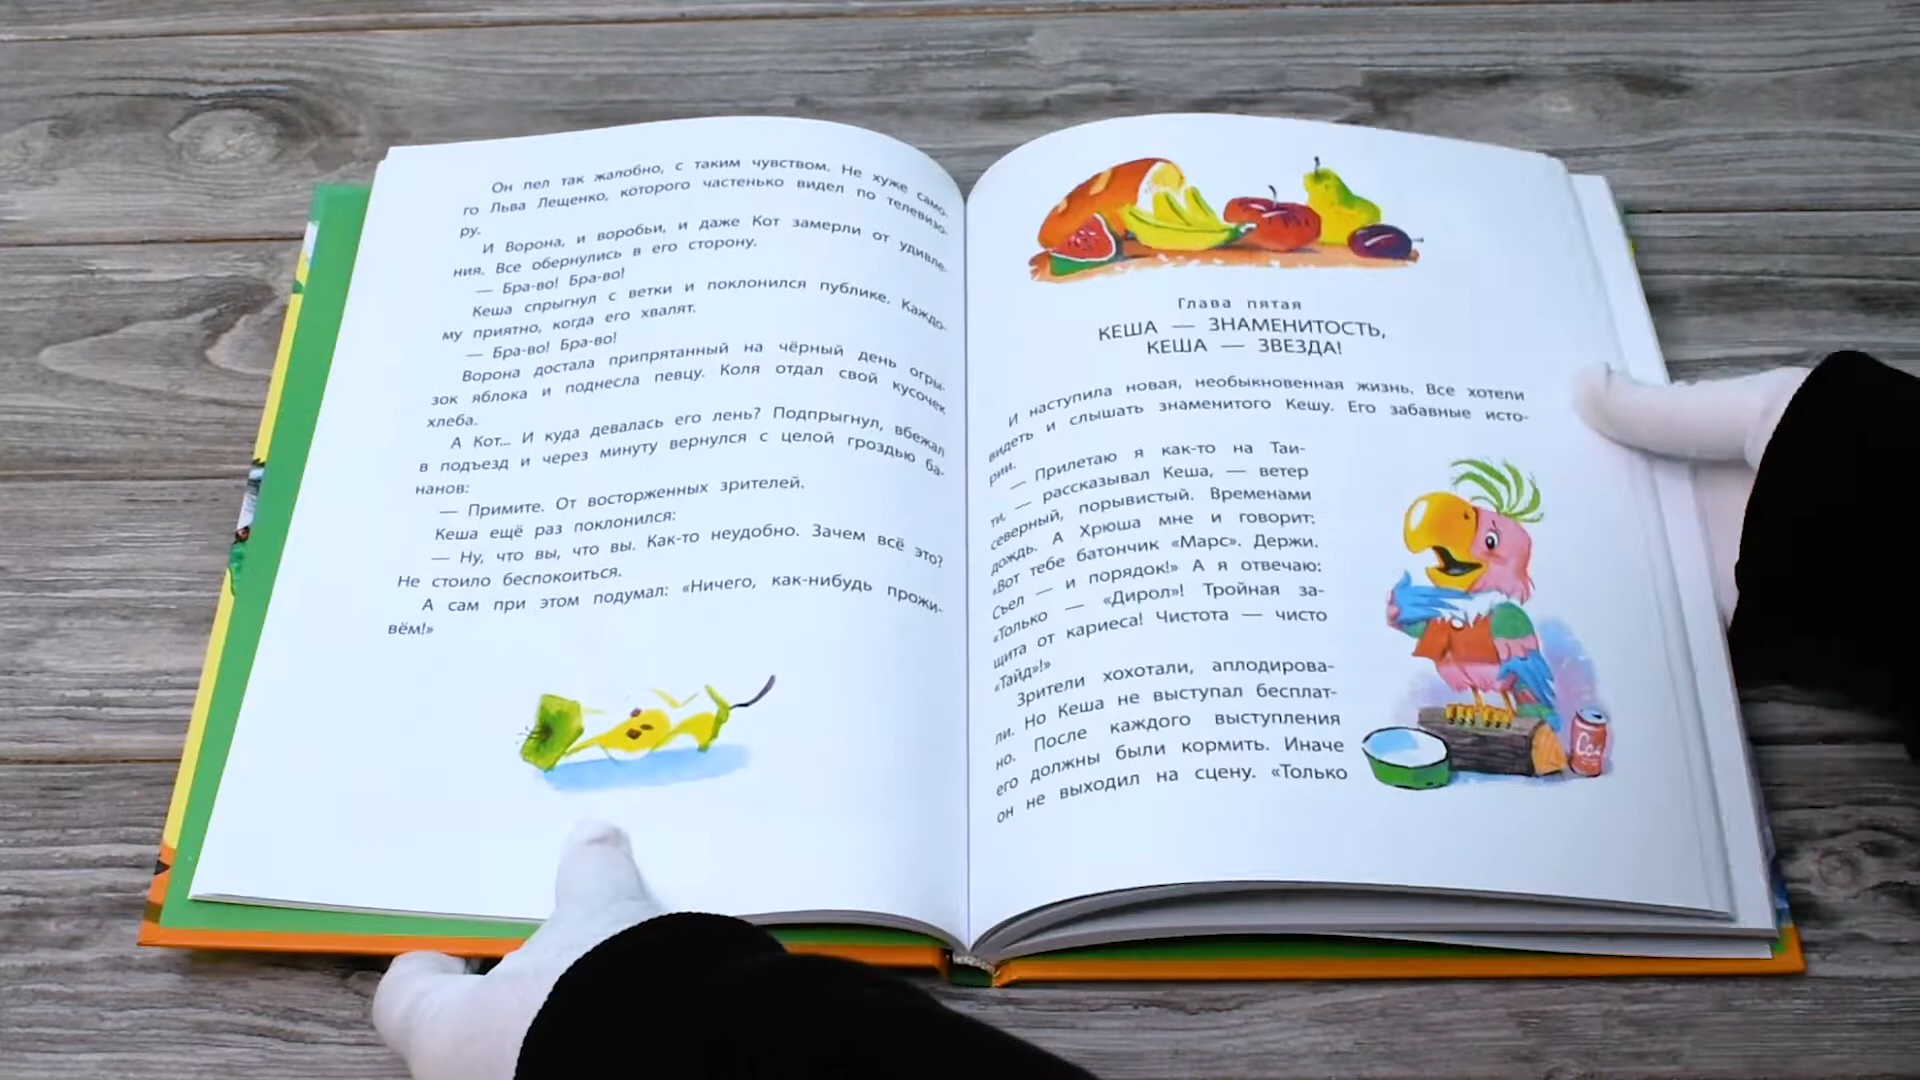 Он пел так жалобно, с таким чувством. Не хуже само-
го Льва Лещенко, которого частенько видел по телевизо-
ру.
И Ворона, и воробьи, и даже Кот замерли от удивле-
ния. Все обернулись в его сторону.
— Бра-во! Бра-во!
Кеша спрыгнул с ветки и поклонился публике. Каждо-
му приятно, когда его хвалят.
— Бра-во! Бра-во!
Ворона достала припрятанный на чёрный день огры-
зок яблока и поднесла певцу. Коля отдал свой кусочек
хлеба.
А Кот... И куда девалась его лень? Подпрыгнул, вбежал
в подъезд и через минуту вернулся с целой гроздью ба-
нанов:
— Примите. От восторженных зрителей.
Кеша ещё раз поклонился:
— Ну, что вы, что вы. Как-то неудобно. Зачем всё это?
Не стоило беспокоиться.
А сам при этом подумал: «Ничего, как-нибудь прожи-
вём!»
Глава пятая
КЕША — ЗНАМЕНИТОСТЬ,
КЕША — ЗВЕЗДА!
И наступила новая, необыкновенная жизнь. Все хотели
видеть и слышать знаменитого Кешу. Его забавные исто-
рии.
— Прилетаю я как-то на Таи-
ти, — рассказывал Кеша, — ветер
северный, порывистый. Временами
дождь. А Хрюша мне и говорит:
«Вот тебе батончик «Марс». Держи.
Съел — и порядок!» А я отвечаю:
«Только — «Дирол»! Тройная за-
щита от кариеса! Чистота — чисто
«Тайд»!»
Зрители хохотали, аплодирова-
ли. Но Кеша не выступал бесплат-
но. После каждого выступления
его должны были кормить. Иначе
он не выходил на сцену. «Только